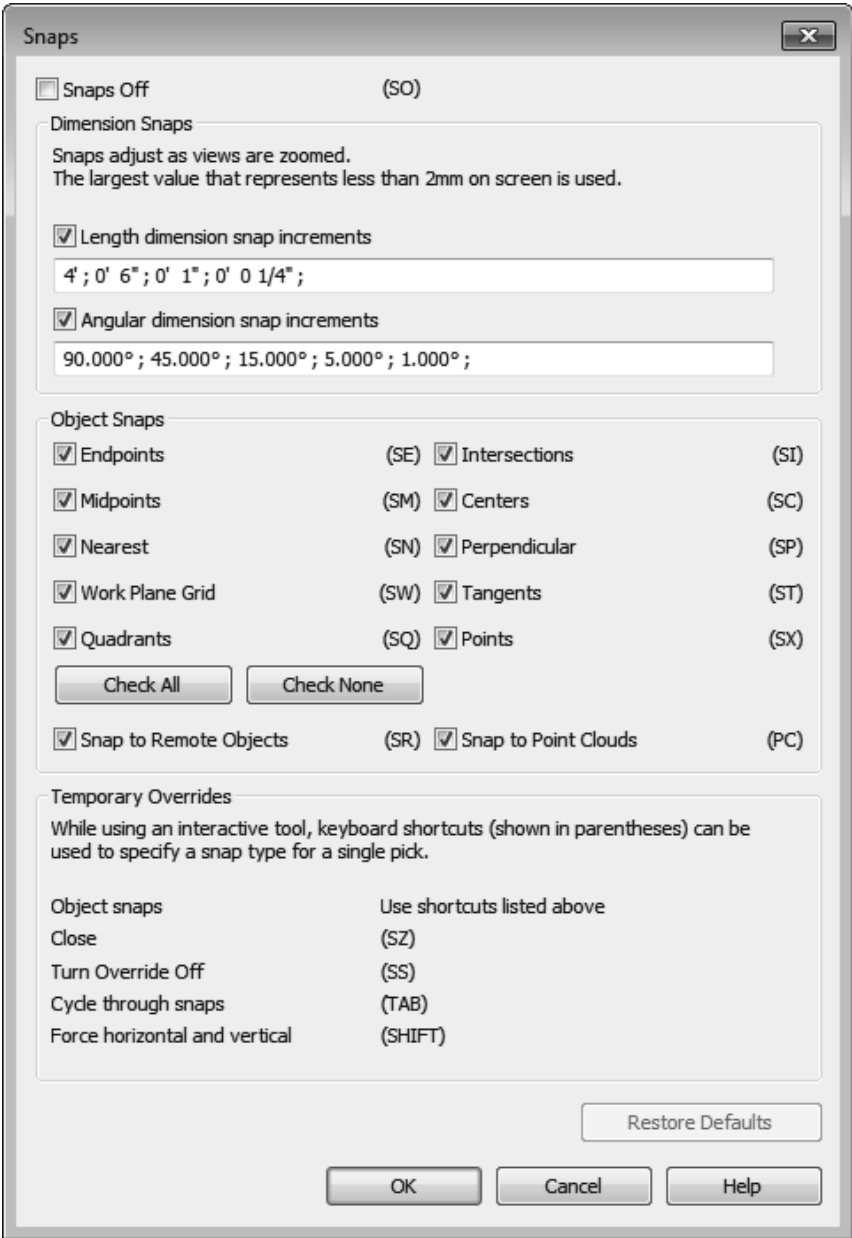 Snaps
Snaps Off (SO)
Dimension Snaps
Snaps adjust as views are zoomed.
The largest value that represents less than 2mm on screen is used.
Length dimension snap increments
4' ; 0' 6" ; 0' 1" ; 0' 0 1/4" ;
Angular dimension snap increments
90.000° ; 45.000° ; 15.000° ; 5.000° ; 1.000° ;
Object Snaps
Endpoints (SE) Intersections (SI)
Midpoints (SM) Centers (SC)
Nearest (SN) Perpendicular (SP)
Work Plane Grid (SW) Tangents (ST)
Quadrants (SQ) Points (SX)
Check All Check None
Snap to Remote Objects (SR) Snap to Point Clouds (PC)
Temporary Overrides
While using an interactive tool, keyboard shortcuts (shown in parentheses) can be
used to specify a snap type for a single pick.
Object snaps Use shortcuts listed above
Close (SZ)
Turn Override Off (SS)
Cycle through snaps (TAB)
Force horizontal and vertical (SHIFT)
Restore Defaults
OK Cancel Help